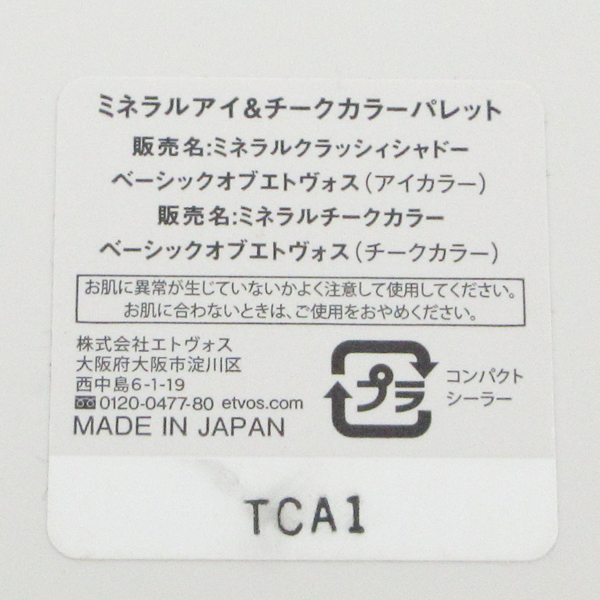 ミネラルアイ&チークカラーパレット
販売名:ミネラルクラッシィシャドー
ベーシックオブエトヴォス(アイカラー)
販売名:ミネラルチークカラー
ベーシックオブエトヴォス(チークカラー)
お肌に異常が生じていないかよく注意して使用してください。
お肌に合わないときは、ご使用をおやめください。
株式会社エトヴォス
大阪府大阪市淀川区
西中島6-1-19
0120-0477-80 etvos.com
MADE IN JAPAN
プラ
コンパクト
シーラー
TCA1